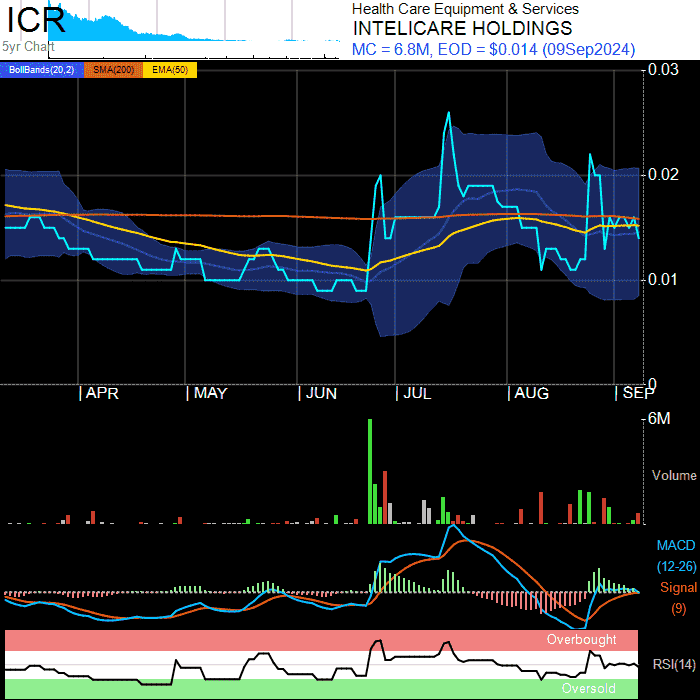 ICR
5yr Chart
Health Care Equipment & Services
INTELICARE HOLDINGS
MC = 6.8M, EOD = $0.014 (09Sep2024)
BollBands(20,2) SMA(200) EMA(50)
0.03
0.02
0.01
0
APR MAY JUN JUL AUG SEP
6M
Volume
MACD
(12-26)
Signal
(9)
Overbought
RSI(14)
Oversold